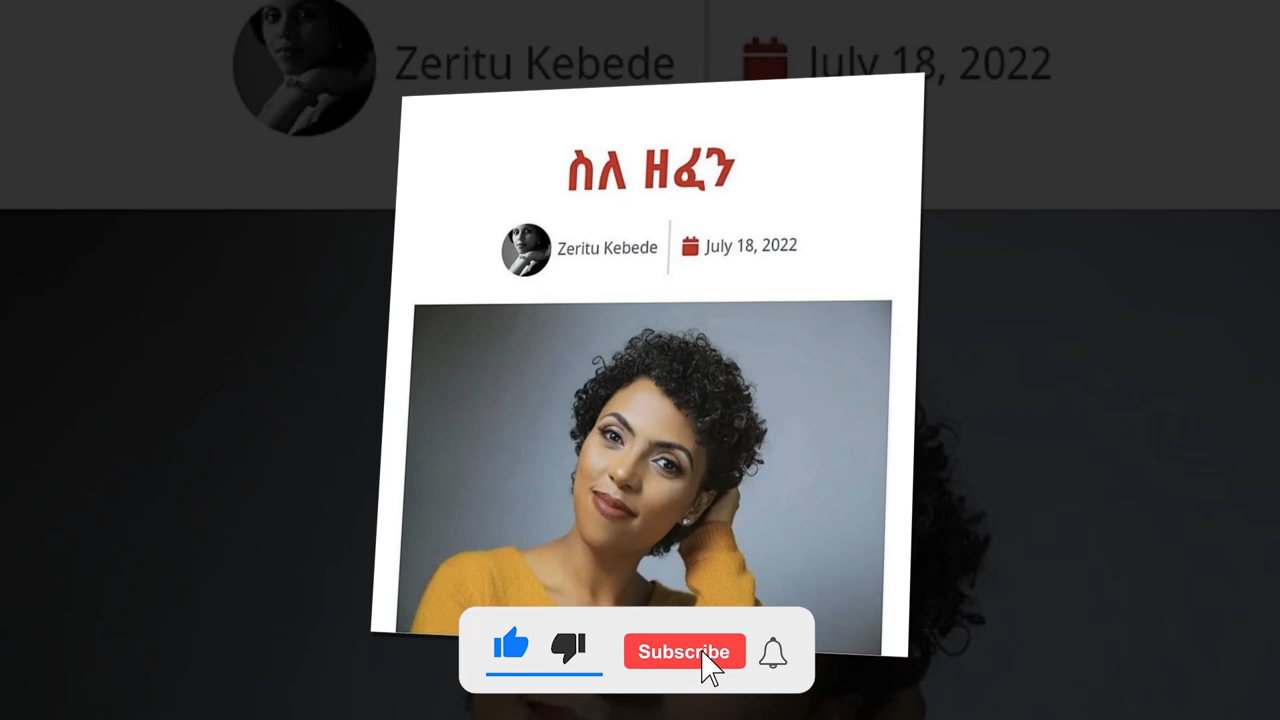 Zeritu Kebede
July 18, 2022
ስለ ዘፈን
Zeritu Kebede
July 18, 2022
Subscribe